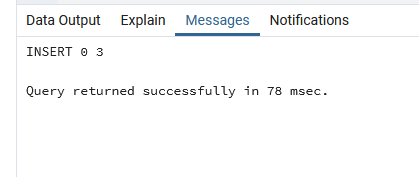 Data Output Explain Messages Notifications
INSERT 0 3
Query returned successfully in 78 msec.